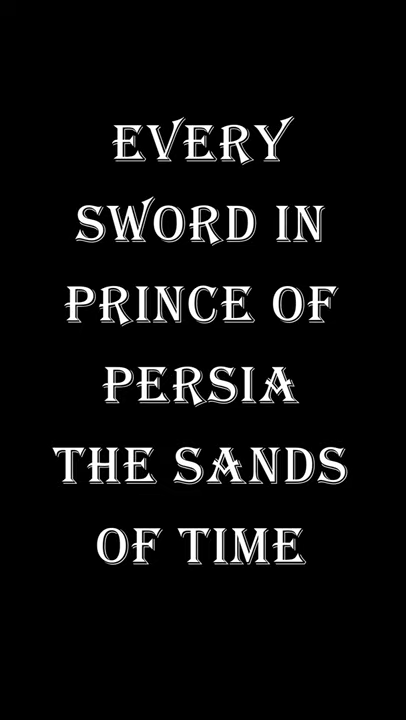 EVERY
SWORD IN
PRINCE OF
PERSIA
THE SANDS
OF TIME